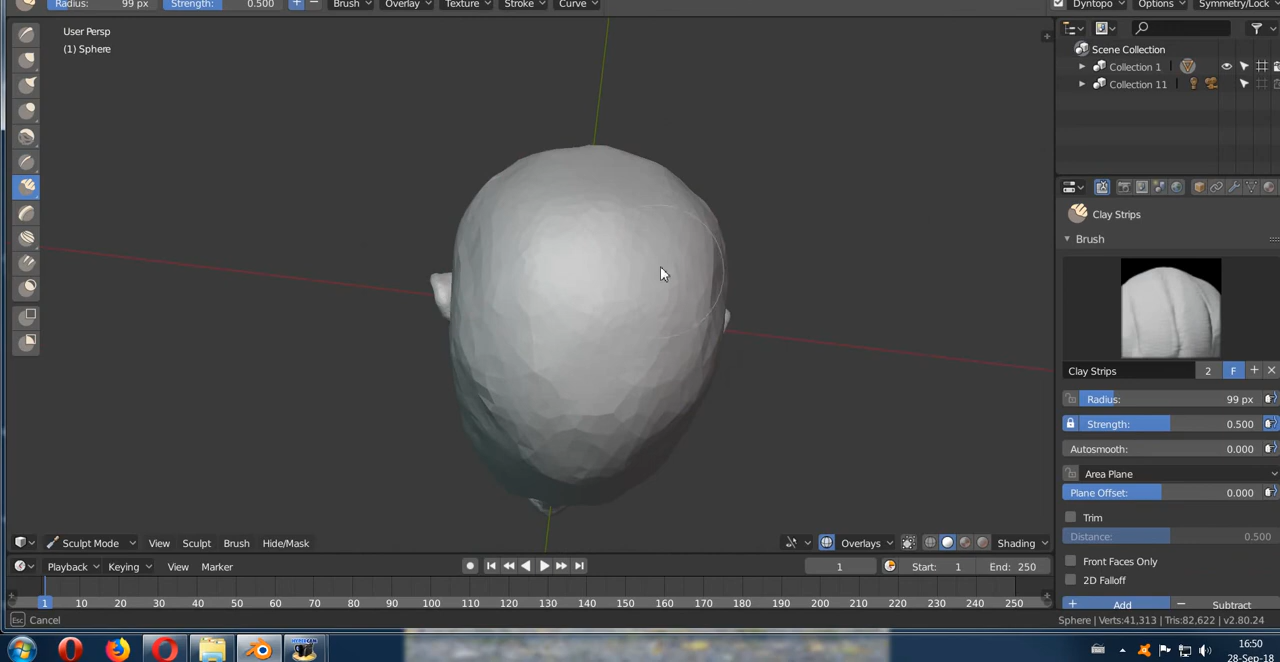 Radius: 99 px Strength: 0.500 + − Brush Overlay Texture Stroke Curve Dyntopo Options Symmetry/Lock
User Persp
(1) Sphere
Scene Collection
Collection 1
Collection 11
Clay Strips
Brush
Clay Strips 2 F
Radius: 99 px
Strength: 0.500
Autosmooth: 0.000
Area Plane
Plane Offset: 0.000
Trim
Distance: 0.500
Front Faces Only
2D Falloff
Add Subtract
Sculpt Mode View Sculpt Brush Hide/Mask Overlays Shading
Playback Keying View Marker 1 Start: 1 End: 250
1 10 20 30 40 50 60 70 80 90 100 110 120 130 140 150 160 170 180 190 200 210 220 230 240 250
Esc Cancel Sphere | Verts:41,313 | Tris:82,622 | v2.80.24
HYPERCAM
16:50
28-Sep-18